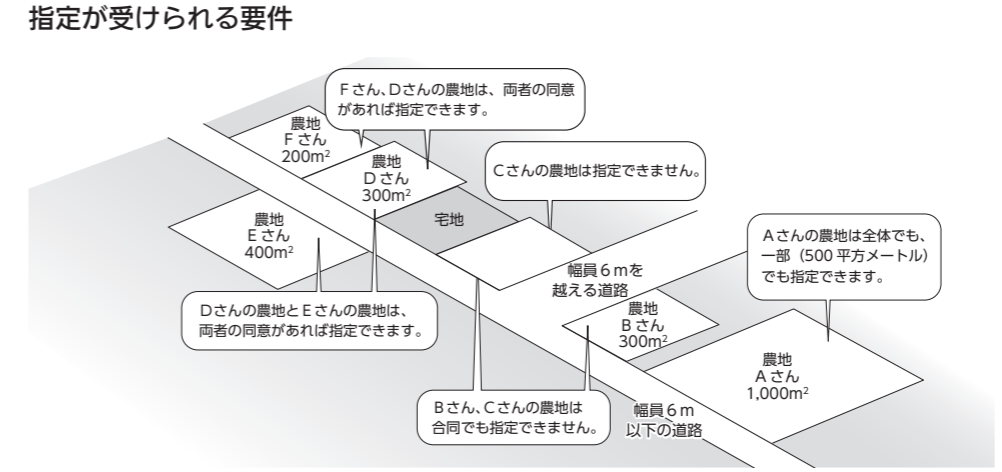 指定が受けられる要件
Fさん、Dさんの農地は、両者の同意
があれば指定できます。
農地
Fさん
200m²
農地
Dさん
300m²
Cさんの農地は指定できません。
宅地
農地
Eさん
400m²
Aさんの農地は全体でも、
一部（500 平方メートル）
でも指定できます。
幅員6mを
越える道路
Dさんの農地とEさんの農地は、
両者の同意があれば指定できます。
農地
Bさん
300m²
農地
Aさん
1,000m²
Bさん、Cさんの農地は
合同でも指定できません。
幅員6m
以下の道路